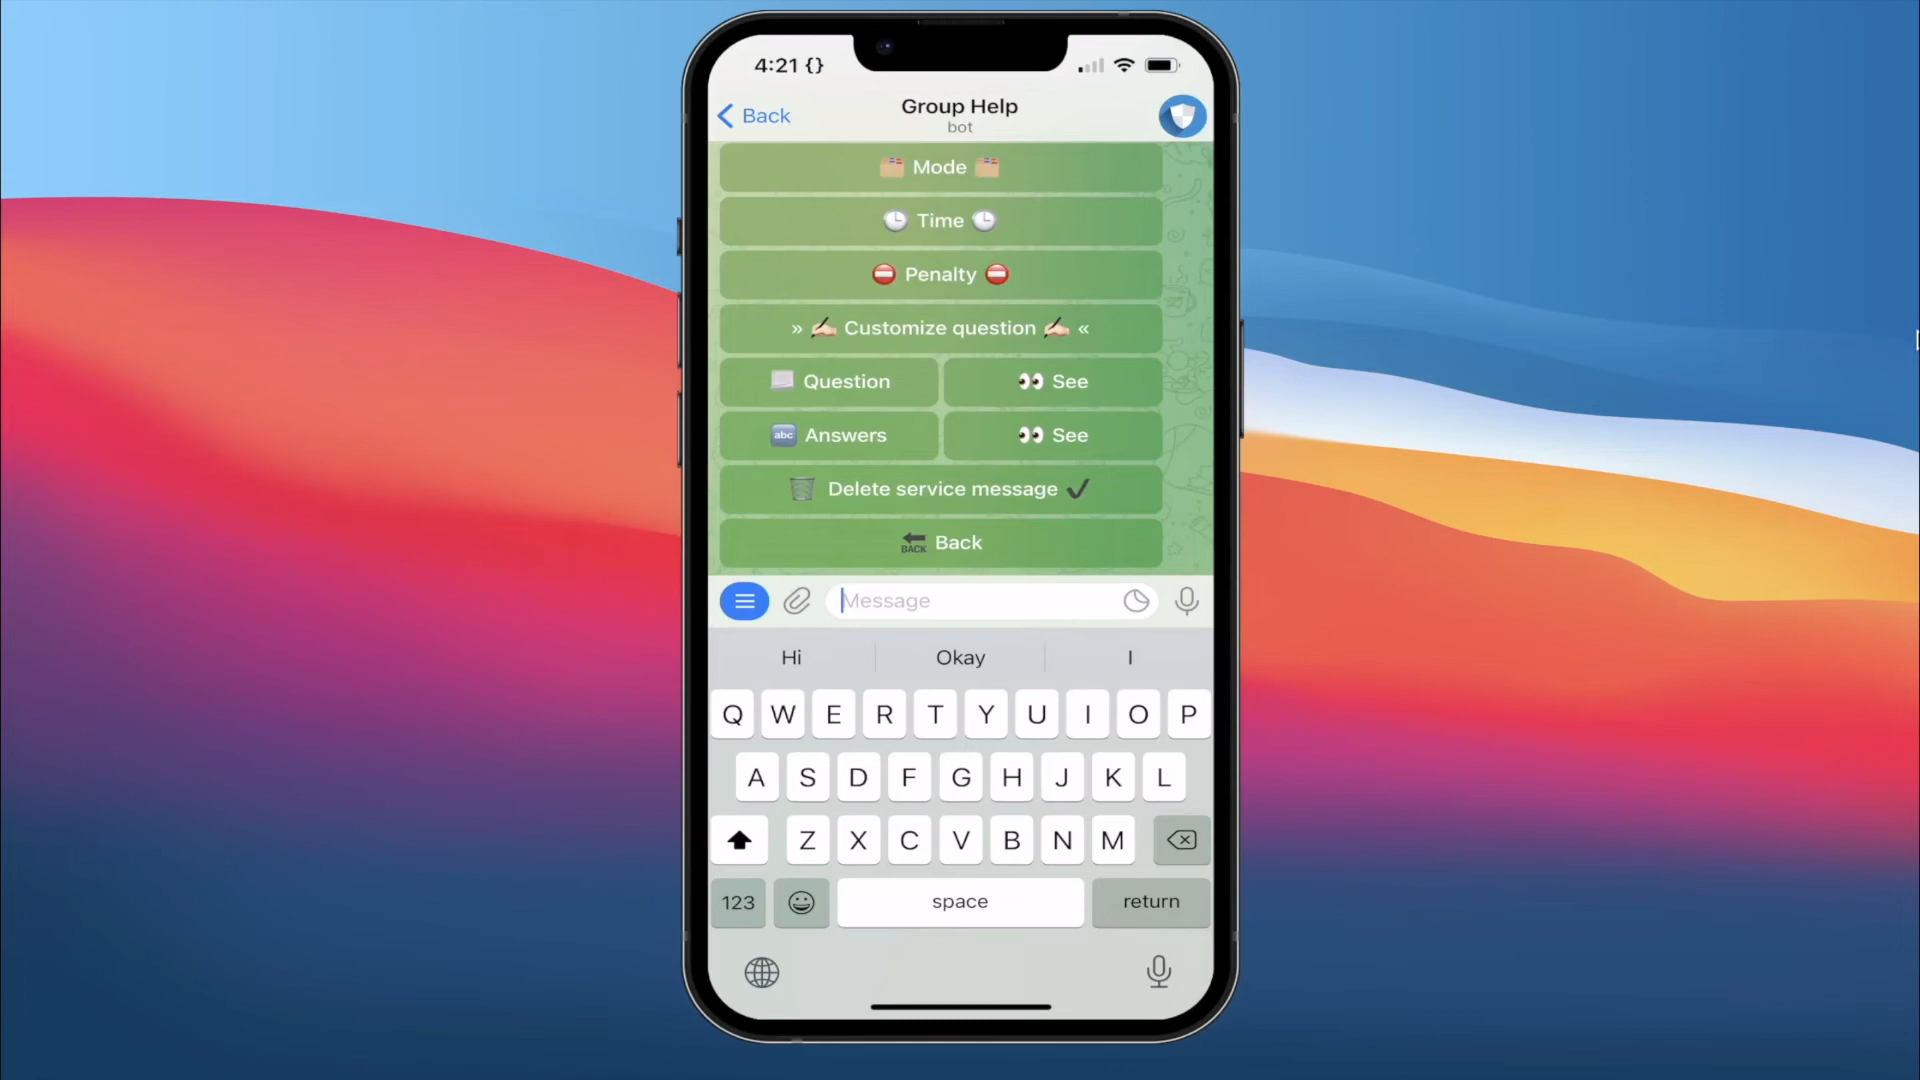 4:21 {}
Back
Group Help
bot
Mode
Time
Penalty
» Customize question «
Question
See
abc Answers
See
Delete service message ✓
BACK Back
Message
Hi Okay I
Q W E R T Y U I O P
A S D F G H J K L
Z X C V B N M
123 space return